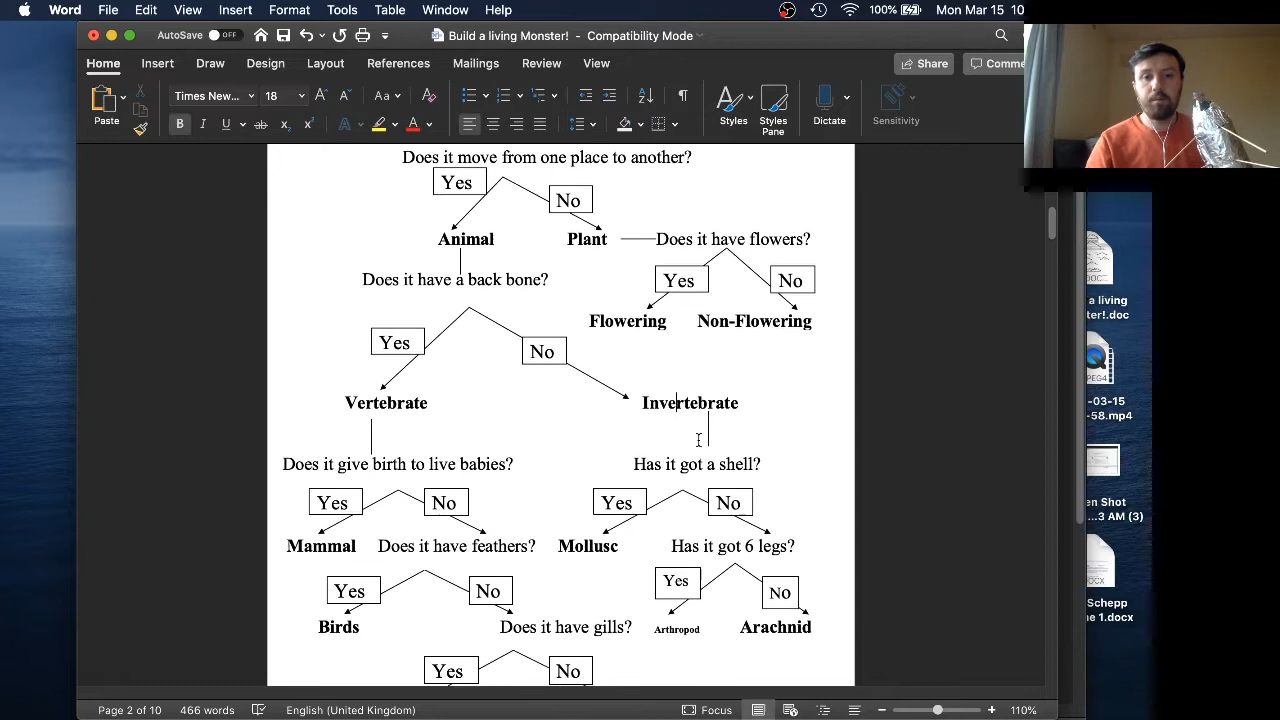 Word File Edit View Insert Format Tools Table Window Help 100% Mon Mar 15 10
AutoSave OFF Build a living Monster! - Compatibility Mode
Home Insert Draw Design Layout References Mailings Review View Share Comme
Paste Times New... 18 Aa Styles Styles Pane Dictate Sensitivity
Does it move from one place to another?
Yes No
Animal Plant Does it have flowers?
Does it have a back bone? Yes No
Flowering Non-Flowering
Yes No
Vertebrate Invertebrate
Does it give birth to live babies? Has it got a shell?
Yes No Yes No
Mammal Does it have feathers? Mollusc Has it got 6 legs?
Yes No Yes No
Birds Does it have gills? Arthropod Arachnid
Yes No
DOC
a living
ter!.doc
PEG4
-03-15
-58.mp4
en Shot
...3 AM (3)
OCX
Schepp
ne 1.docx
Page 2 of 10 466 words English (United Kingdom) Focus 110%